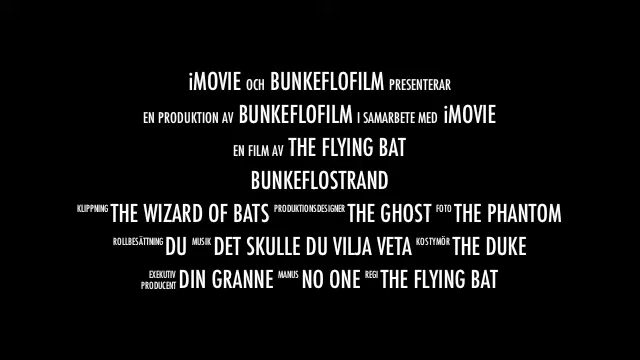 iMOVIE OCH BUNKEFLOFILM PRESENTERAR
EN PRODUKTION AV BUNKEFLOFILM I SAMARBETE MED iMOVIE
EN FILM AV THE FLYING BAT
BUNKEFLOSTRAND
KLIPPNING THE WIZARD OF BATS PRODUKTIONSDESIGNER THE GHOST FOTO THE PHANTOM
ROLLBESÄTTNING DU MUSIK DET SKULLE DU VILJA VETA KOSTYMÖR THE DUKE
EXEKUTIV PRODUCENT DIN GRANNE MANUS NO ONE REGI THE FLYING BAT